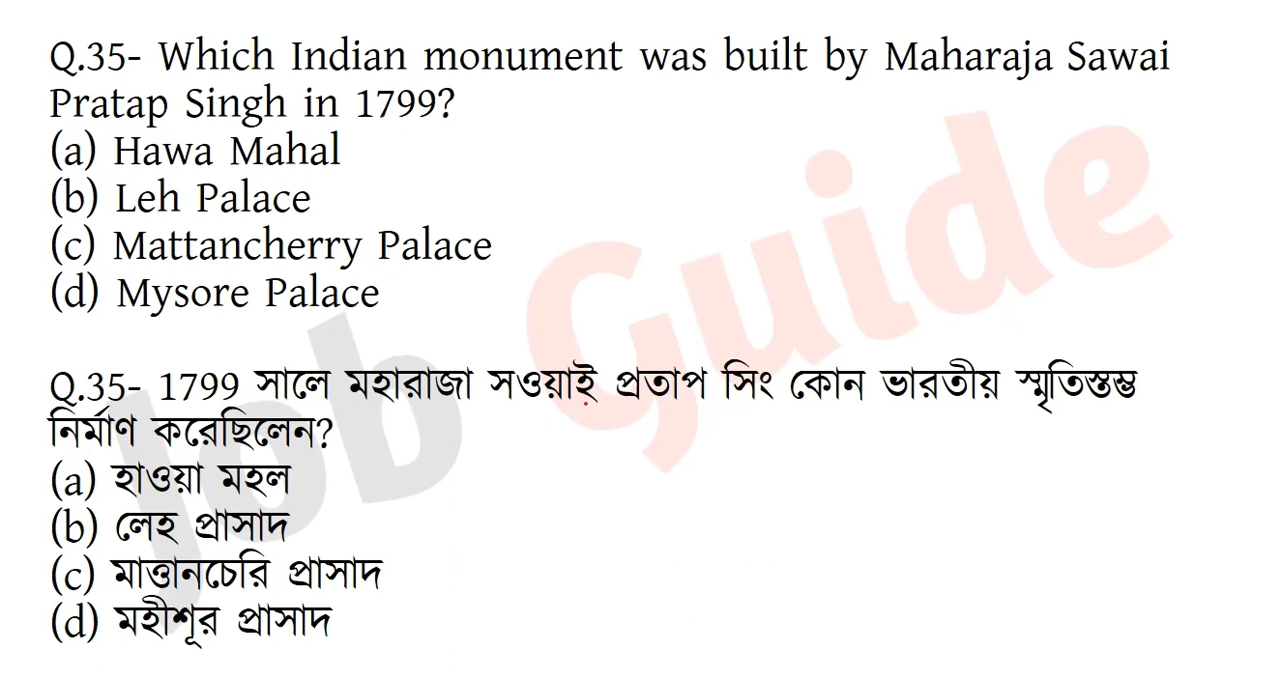 Q.35- Which Indian monument was built by Maharaja Sawai
Pratap Singh in 1799?
(a) Hawa Mahal
(b) Leh Palace
(c) Mattancherry Palace
(d) Mysore Palace
Q.35- 1799 সালে মহারাজা সওয়াই প্রতাপ সিং কোন ভারতীয় স্মৃতিস্তম্ভ
নির্মাণ করেছিলেন?
(a) হাওয়া মহল
(b) লেহ প্রাসাদ
(c) মাত্তানচেরি প্রাসাদ
(d) মহীশূর প্রাসাদ
Job Guide